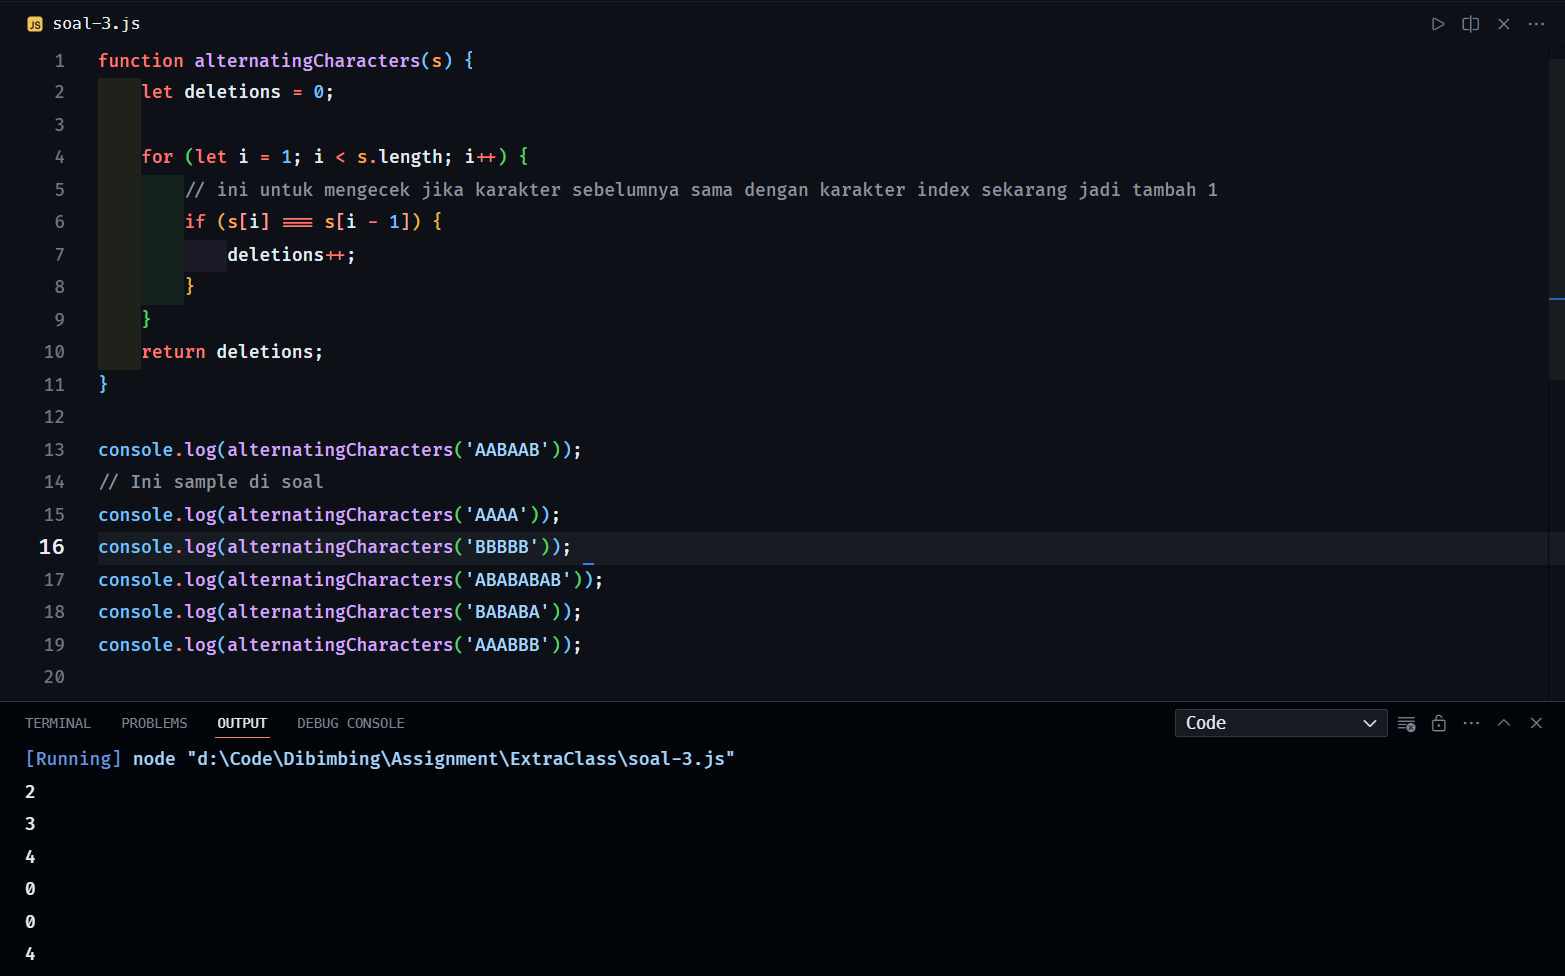 JS soal-3.js
1 function alternatingCharacters(s) {
2 let deletions = 0;
3
4 for (let i = 1; i < s.length; i++) {
5 // ini untuk mengecek jika karakter sebelumnya sama dengan karakter index sekarang jadi tambah 1
6 if (s[i] === s[i - 1]) {
7 deletions++;
8 }
9 }
10 return deletions;
11 }
12
13 console.log(alternatingCharacters('AABAAB'));
14 // Ini sample di soal
15 console.log(alternatingCharacters('AAAA'));
16 console.log(alternatingCharacters('BBBBB'));
17 console.log(alternatingCharacters('ABABABAB'));
18 console.log(alternatingCharacters('BABABA'));
19 console.log(alternatingCharacters('AAABBB'));
20
TERMINAL PROBLEMS OUTPUT DEBUG CONSOLE Code
[Running] node "d:\Code\Dibimbing\Assignment\ExtraClass\soal-3.js"
2
3
4
0
0
4